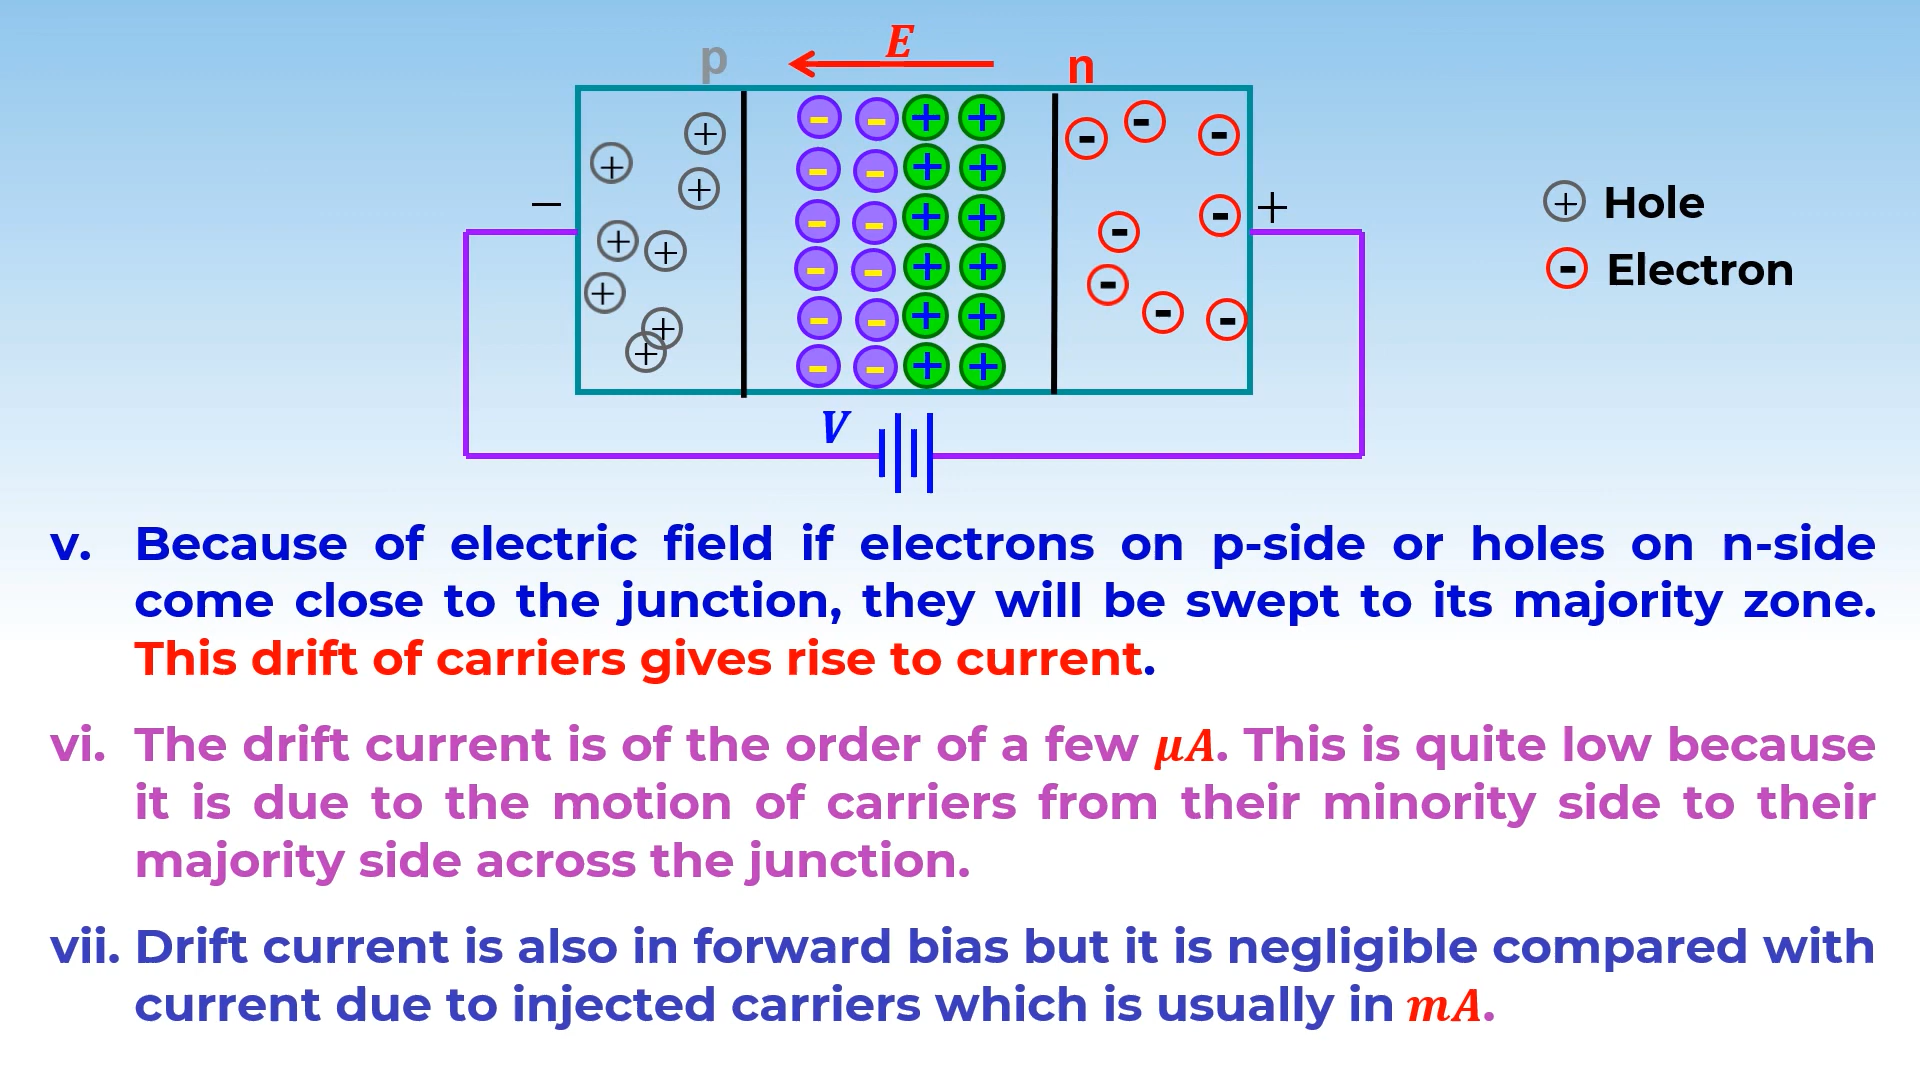 E
p
n
−
+
Hole
Electron
V
v. Because of electric field if electrons on p-side or holes on n-side
come close to the junction, they will be swept to its majority zone.
This drift of carriers gives rise to current.
vi. The drift current is of the order of a few μA. This is quite low because
it is due to the motion of carriers from their minority side to their
majority side across the junction.
vii. Drift current is also in forward bias but it is negligible compared with
current due to injected carriers which is usually in mA.